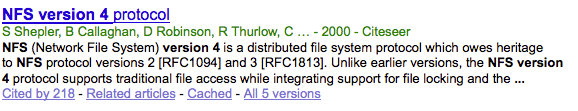 NFS version 4 protocol
S Shepler, B Callaghan, D Robinson, R Thurlow, C … - 2000 - Citeseer
NFS (Network File System) version 4 is a distributed file system protocol which owes heritage
to NFS protocol versions 2 [RFC1094] and 3 [RFC1813]. Unlike earlier versions, the NFS version
4 protocol supports traditional file access while integrating support for file locking and the ...
Cited by 218 - Related articles - Cached - All 5 versions